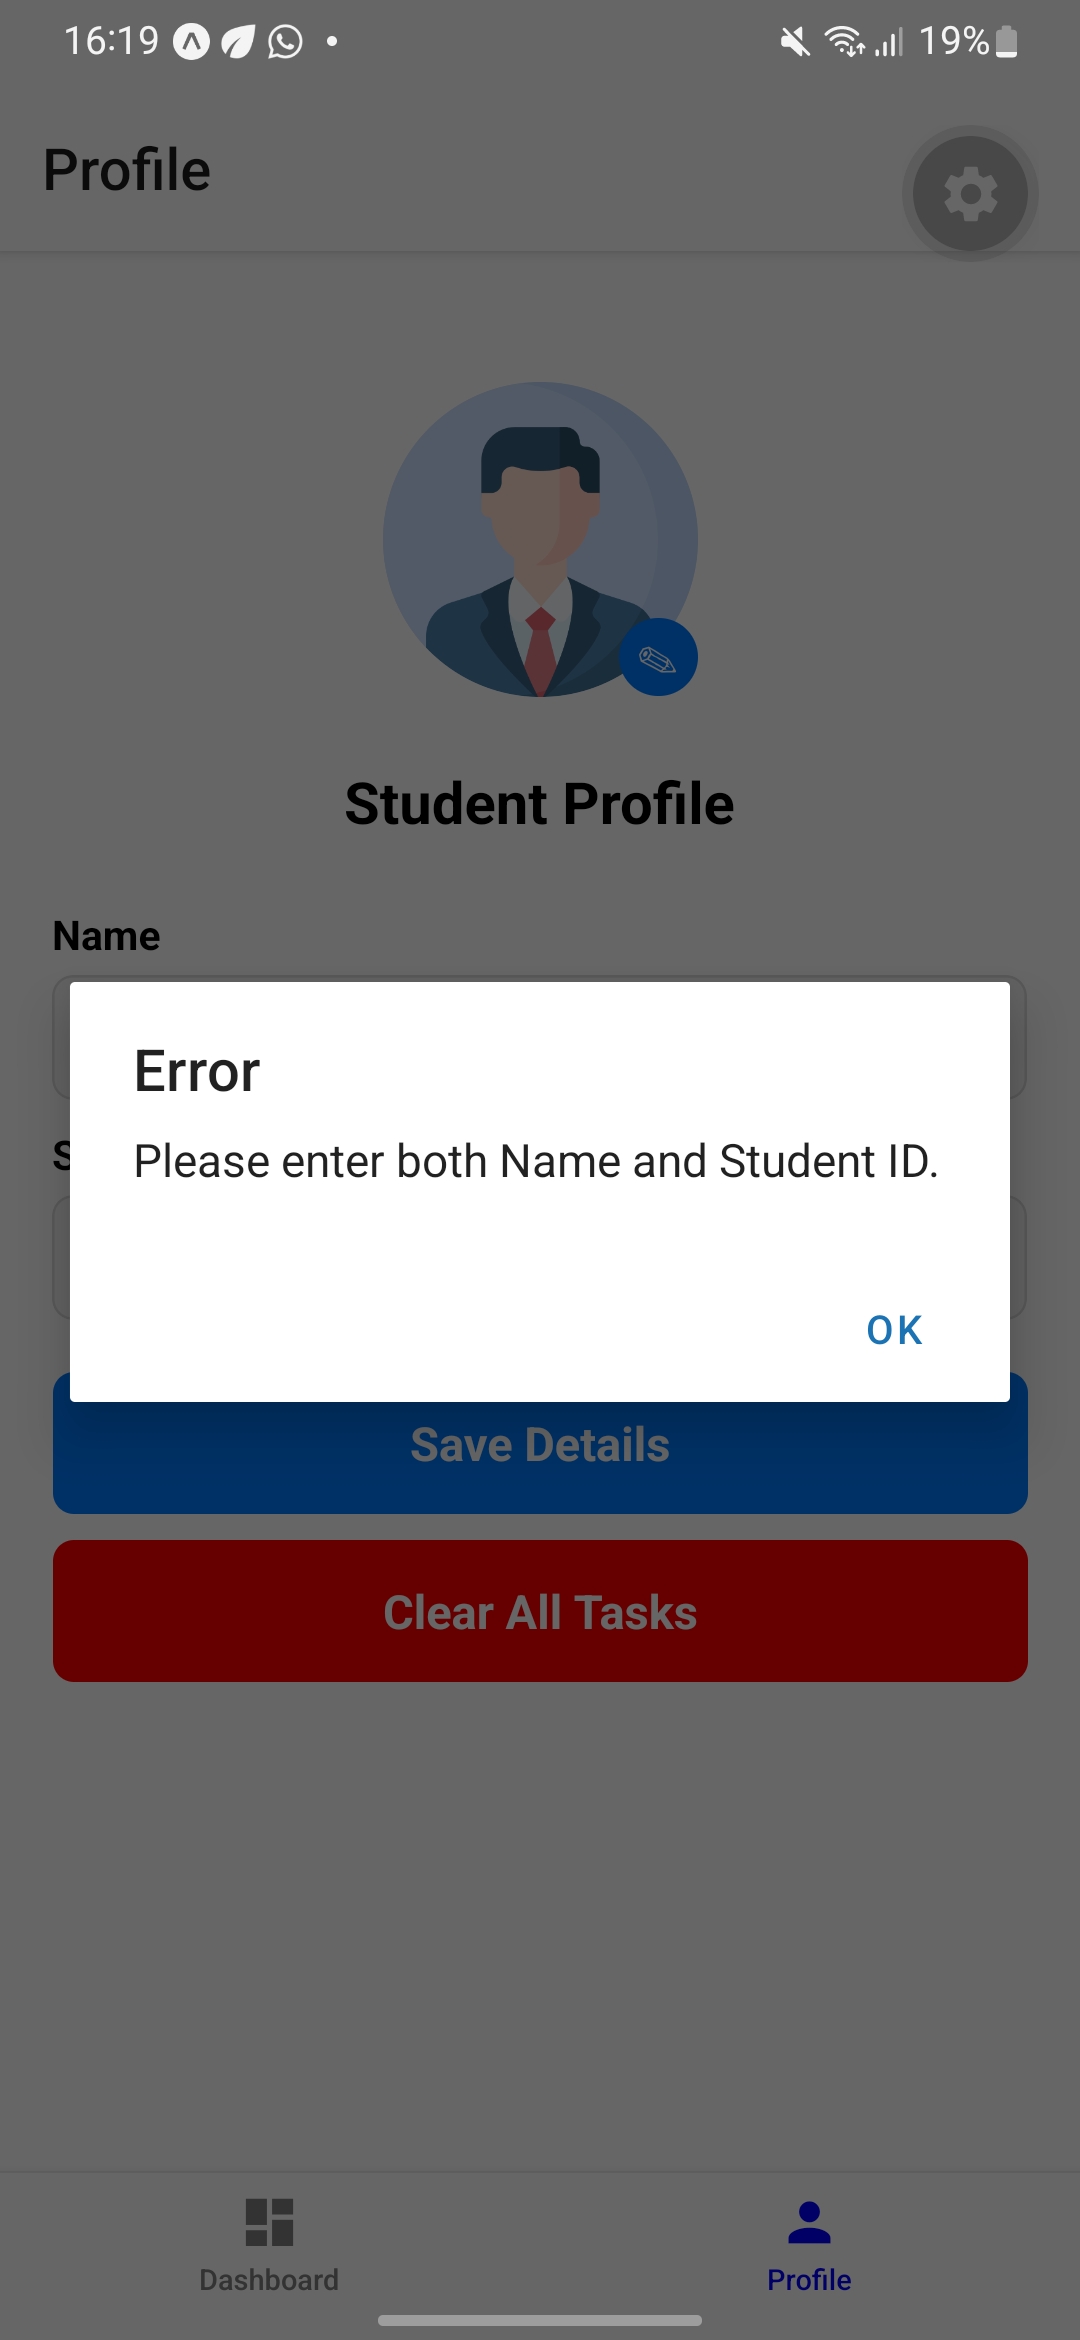 16:19
19%
Profile
Student Profile
Name
Error
Please enter both Name and Student ID.
OK
Save Details
Clear All Tasks
Dashboard
Profile